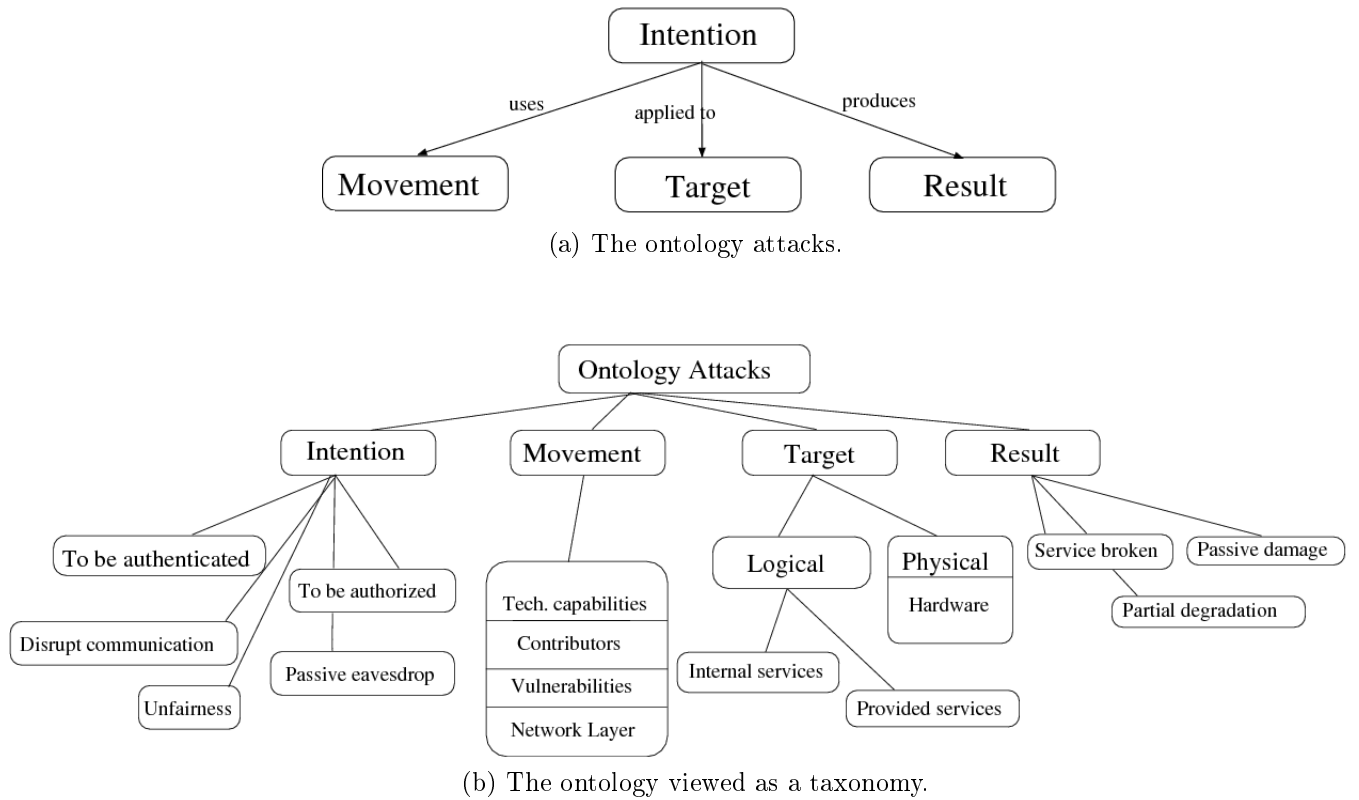 Intention
uses
applied to
produces
Movement
Target
Result
(a) The ontology attacks.
Ontology Attacks
Intention
Movement
Target
Result
To be authenticated
To be authorized
Disrupt communication
Passive eavesdrop
Unfairness
Tech. capabilities
Contributors
Vulnerabilities
Network Layer
Logical
Physical
Hardware
Internal services
Provided services
Service broken
Passive damage
Partial degradation
(b) The ontology viewed as a taxonomy.